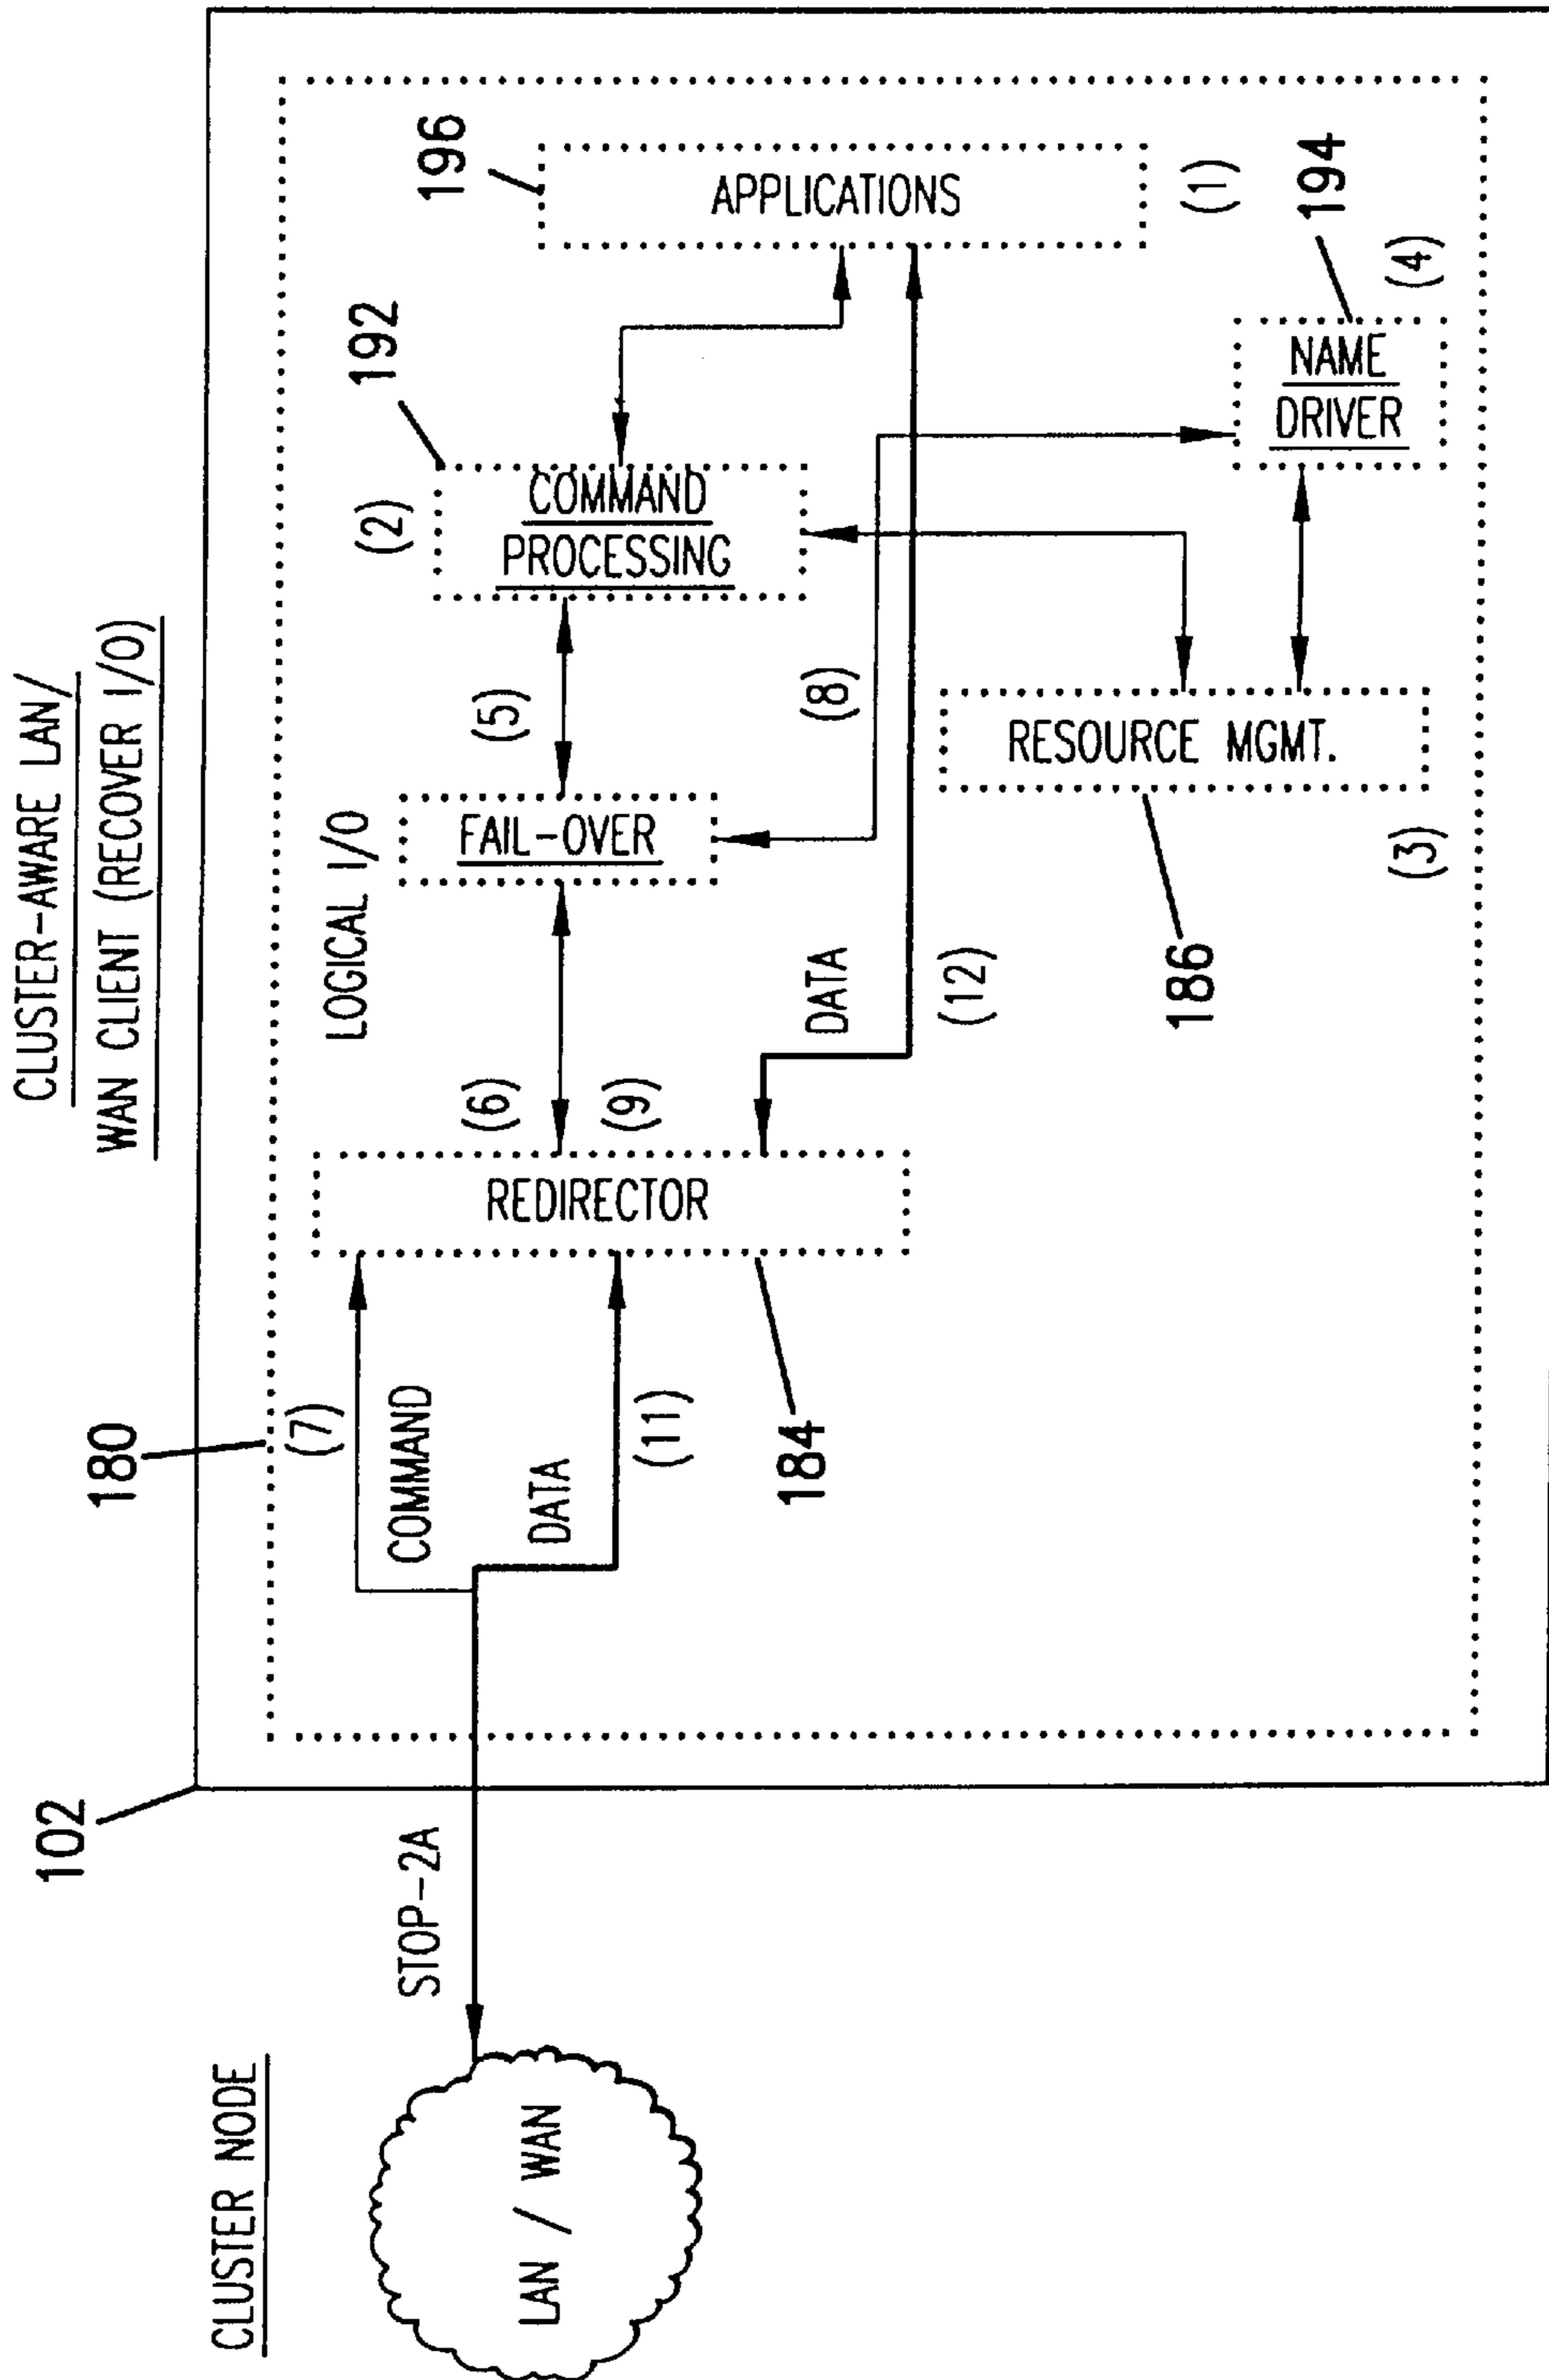 CLUSTER-AWARE LAN/
WAN CLIENT (RECOVER I/O)
CLUSTER NODE
LAN / WAN
STOP-2A
102
180
(7)
COMMAND
DATA
(11)
184
REDIRECTOR
(6)
(9)
LOGICAL I/O
FAIL-OVER
(5)
192
(2)
COMMAND
PROCESSING
196
APPLICATIONS
(1)
(8)
DATA
(12)
RESOURCE MGMT.
186
(3)
NAME
DRIVER
194
(4)